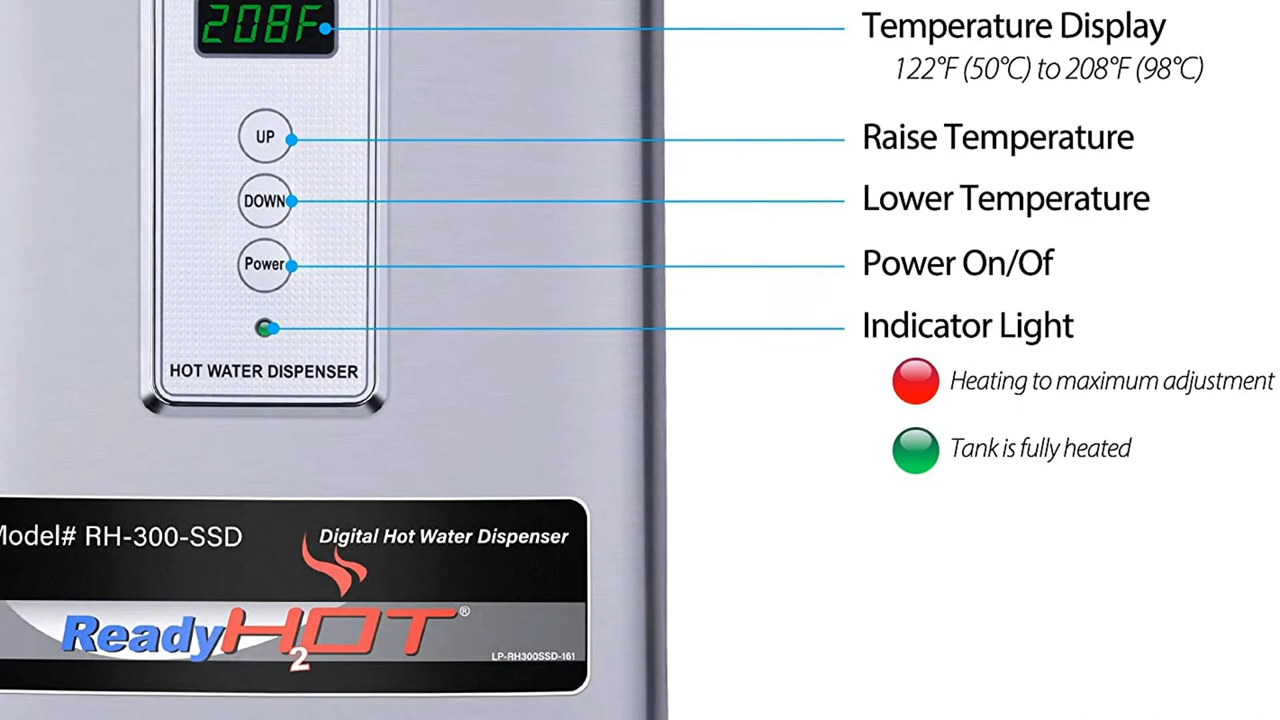 208F
Temperature Display
122°F (50°C) to 208°F (98°C)
UP
Raise Temperature
DOWN
Lower Temperature
Power
Power On/Of
Indicator Light
HOT WATER DISPENSER
Heating to maximum adjustment
Tank is fully heated
Model# RH-300-SSD
Digital Hot Water Dispenser
ReadyHOT®
2
LP-RH300SSD-161